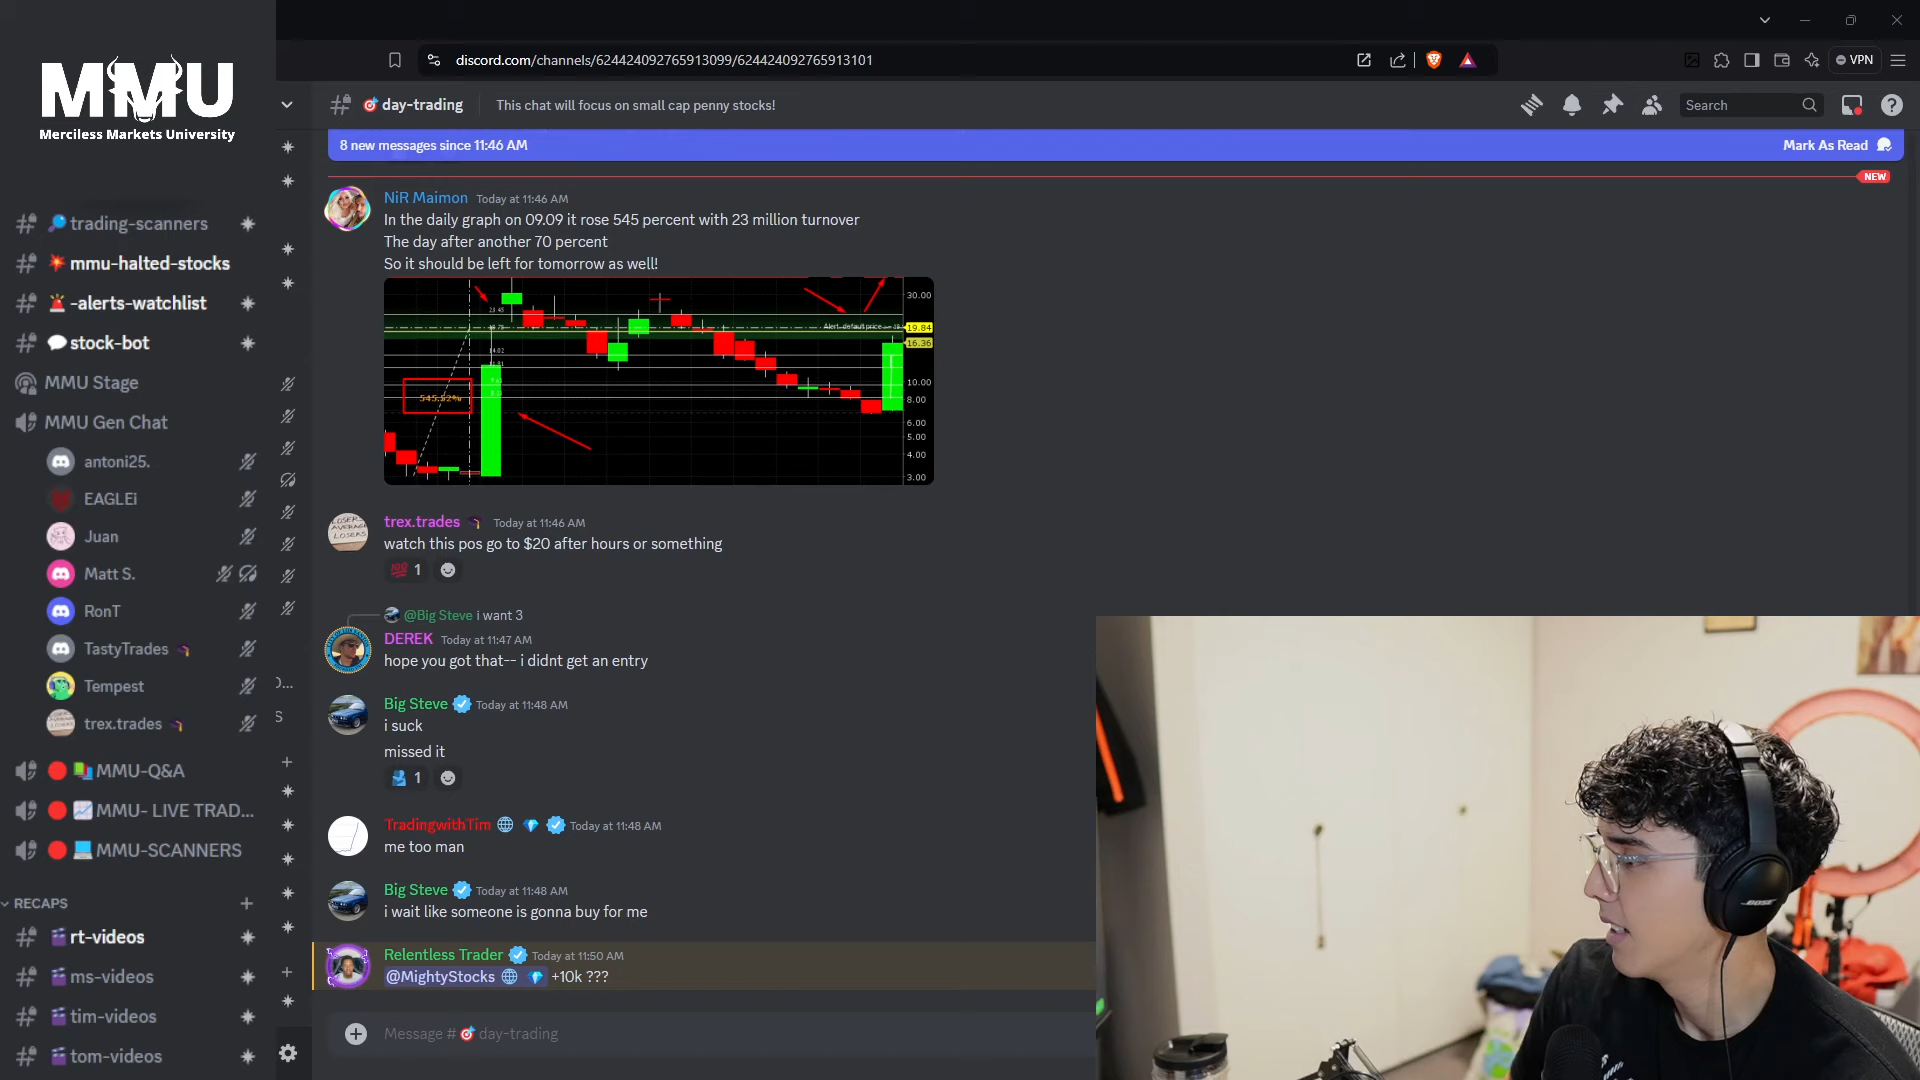 MMU
Merciless Markets University
discord.com/channels/624424092765913099/624424092765913101
VPN
day-trading
This chat will focus on small cap penny stocks!
Search
8 new messages since 11:46 AM
Mark As Read
NEW
trading-scanners
mmu-halted-stocks
-alerts-watchlist
stock-bot
MMU Stage
MMU Gen Chat
antoni25.
EAGLEi
Juan
Matt S.
RonT
TastyTrades
Tempest
trex.trades
MMU-Q&A
MMU- LIVE TRAD...
MMU-SCANNERS
RECAPS
rt-videos
ms-videos
tim-videos
tom-videos
NiR Maimon Today at 11:46 AM
In the daily graph on 09.09 it rose 545 percent with 23 million turnover
The day after another 70 percent
So it should be left for tomorrow as well!
30.00
19.84
16.36
10.00
8.00
6.00
5.00
4.00
3.00
545.52%
trex.trades Today at 11:46 AM
watch this pos go to $20 after hours or something
100 1
@Big Steve i want 3
DEREK Today at 11:47 AM
hope you got that-- i didnt get an entry
Big Steve Today at 11:48 AM
i suck
missed it
1
TradingwithTim Today at 11:48 AM
me too man
Big Steve Today at 11:48 AM
i wait like someone is gonna buy for me
Relentless Trader Today at 11:50 AM
@MightyStocks +10k ???
Message # day-trading
BOSE